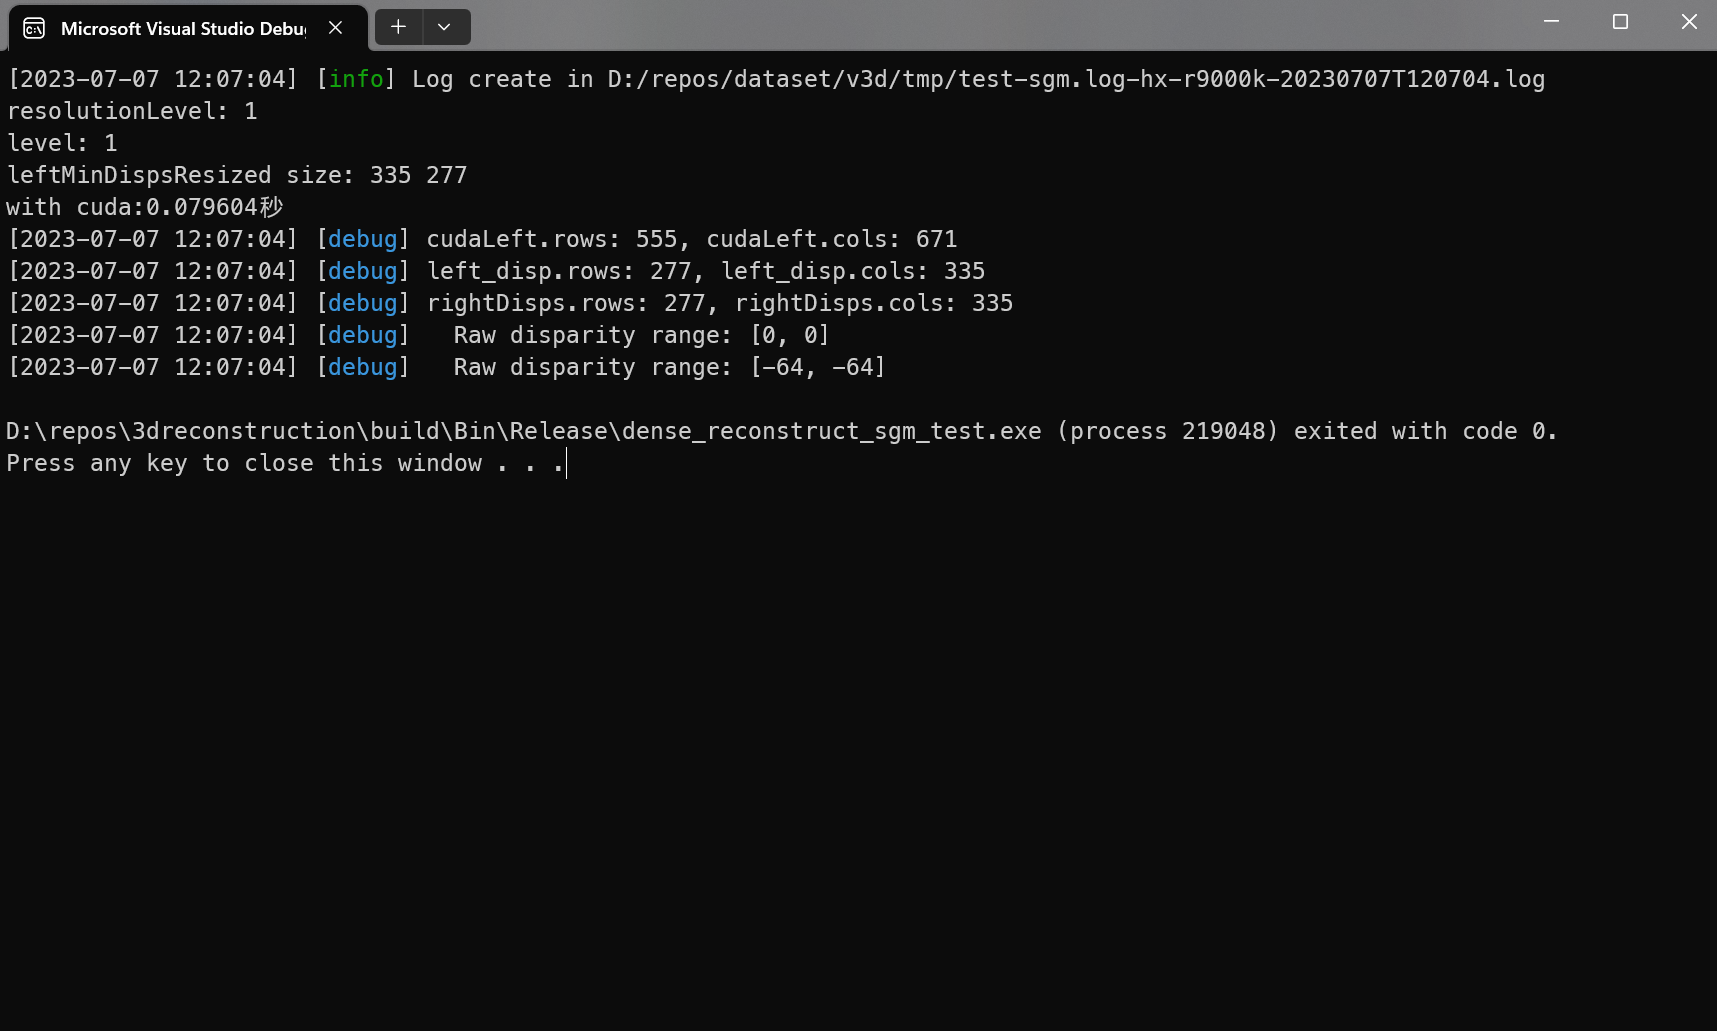 Microsoft Visual Studio Debu
[2023-07-07 12:07:04] [info] Log create in D:/repos/dataset/v3d/tmp/test-sgm.log-hx-r9000k-20230707T120704.log
resolutionLevel: 1
level: 1
leftMinDispsResized size: 335 277
with cuda:0.079604秒
[2023-07-07 12:07:04] [debug] cudaLeft.rows: 555, cudaLeft.cols: 671
[2023-07-07 12:07:04] [debug] left_disp.rows: 277, left_disp.cols: 335
[2023-07-07 12:07:04] [debug] rightDisps.rows: 277, rightDisps.cols: 335
[2023-07-07 12:07:04] [debug]   Raw disparity range: [0, 0]
[2023-07-07 12:07:04] [debug]   Raw disparity range: [-64, -64]
D:\repos\3dreconstruction\build\Bin\Release\dense_reconstruct_sgm_test.exe (process 219048) exited with code 0.
Press any key to close this window . . .